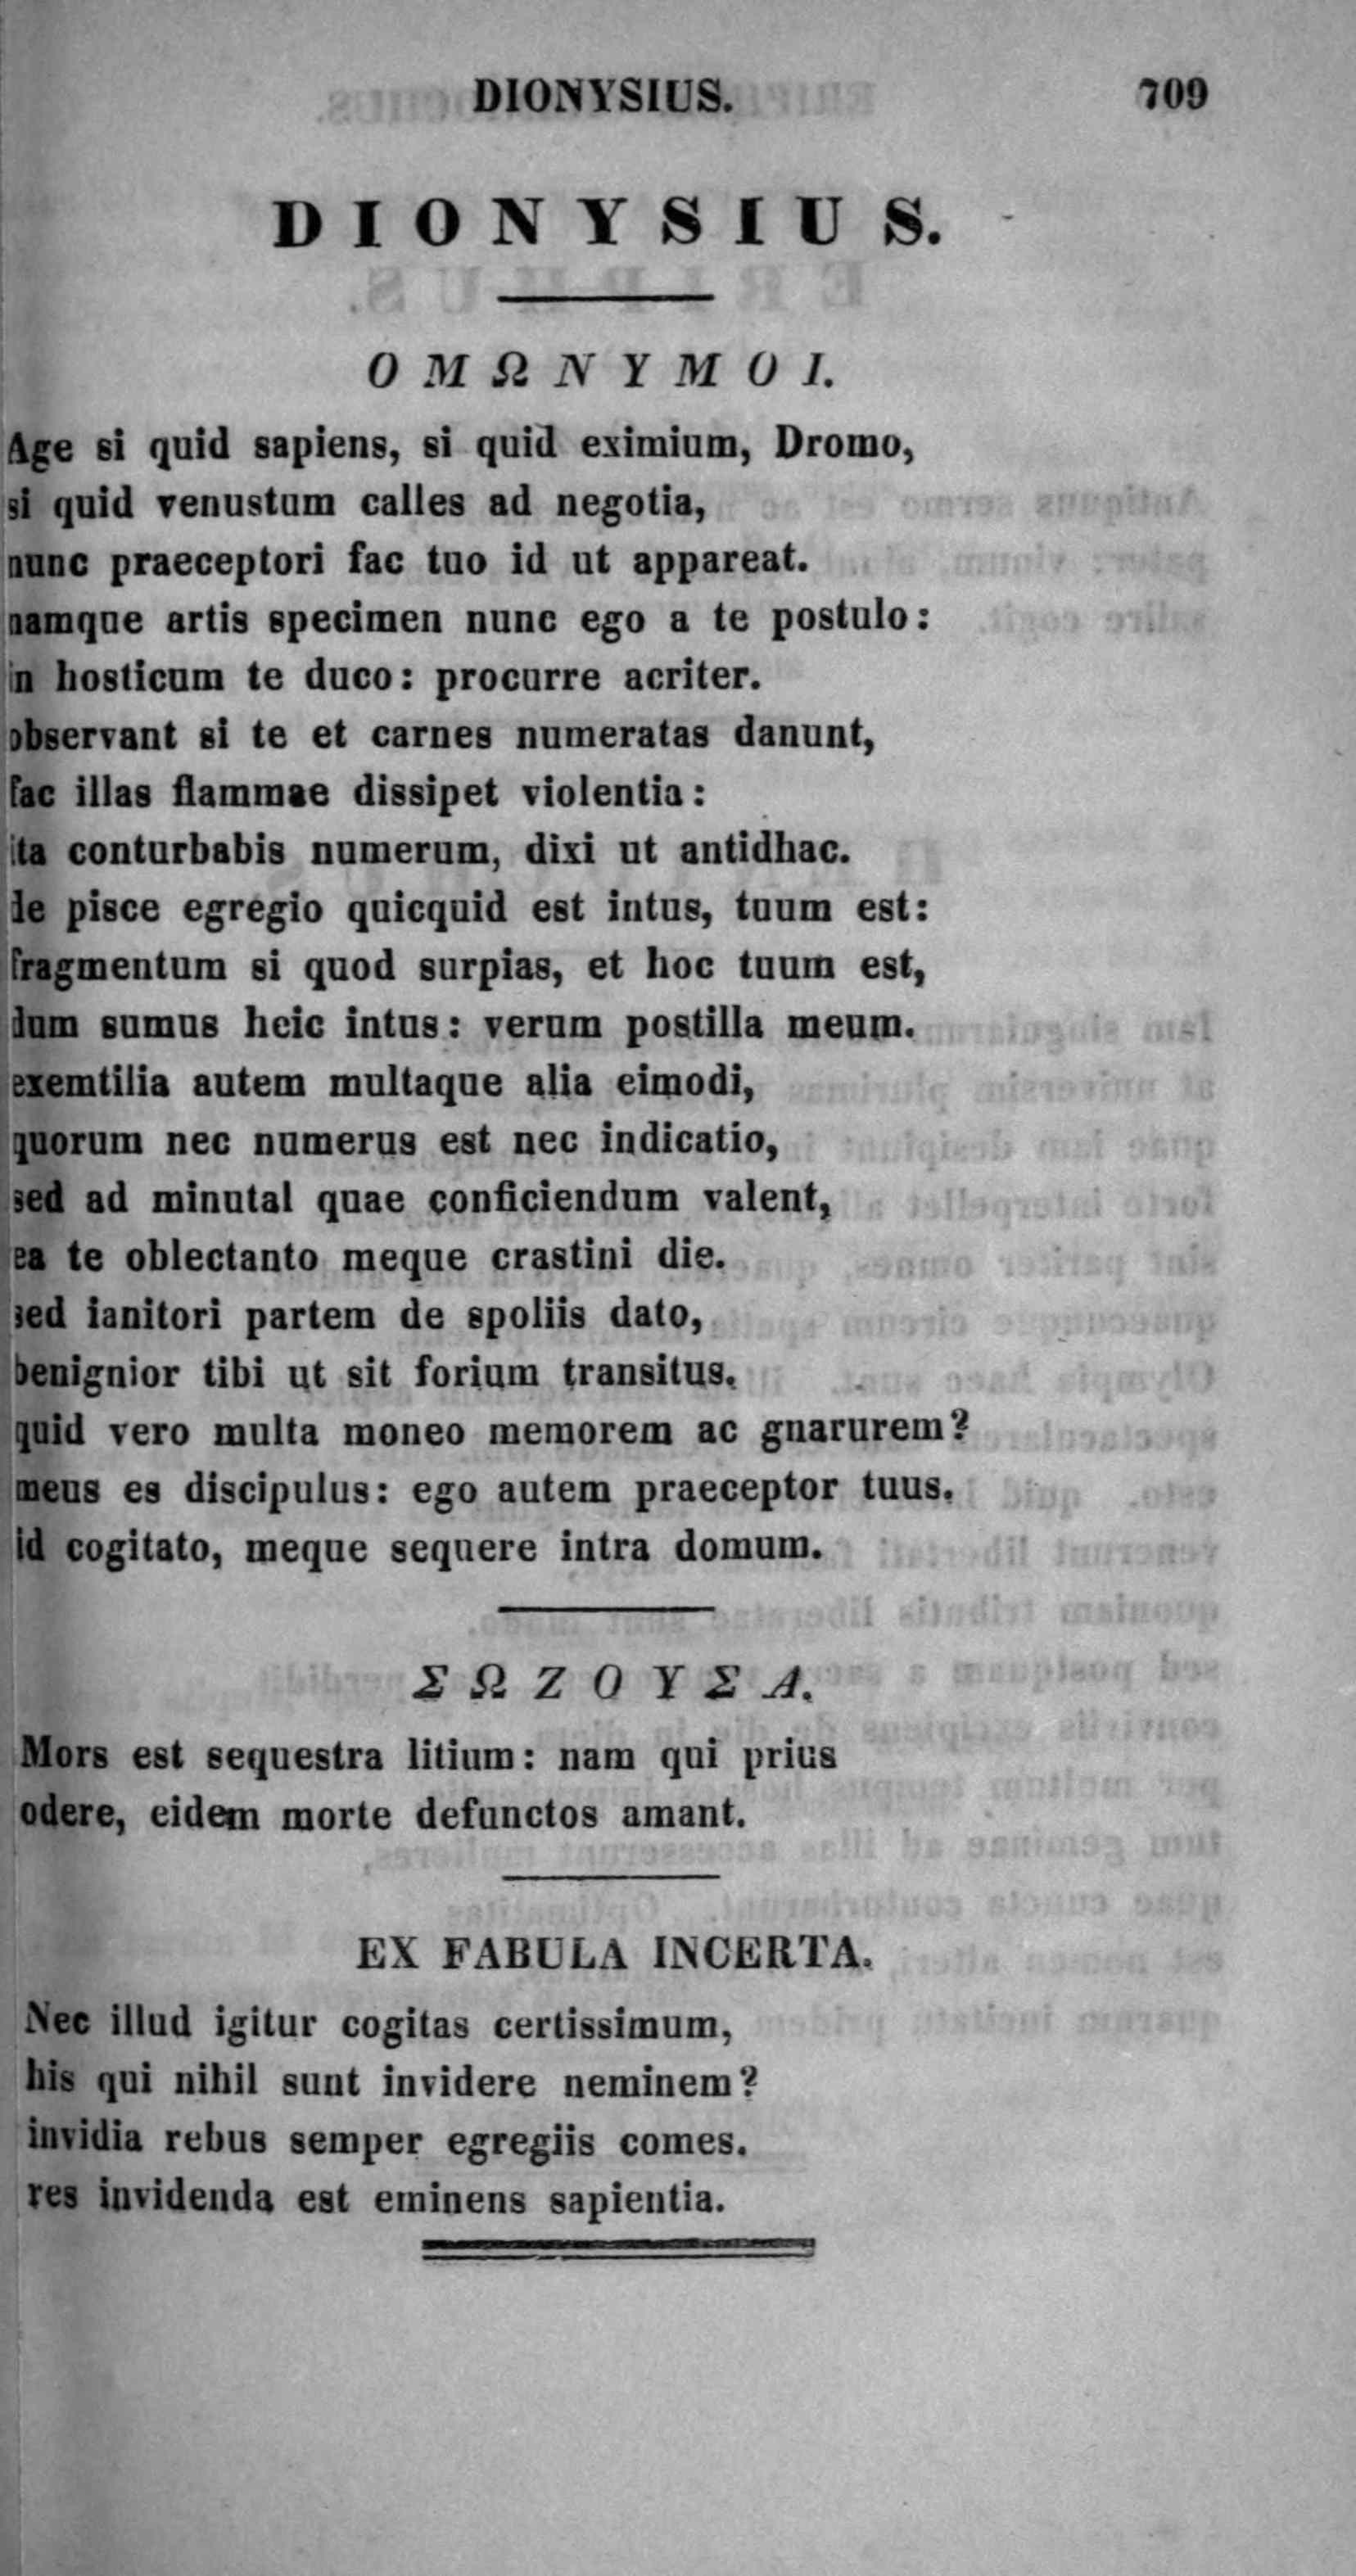 DIONYSIUS.
709
DIONYSIUS.
ΟΜΩΝΥΜΟΙ.
Age si quid sapiens, si quid eximium, Dromo,
si quid venustum calles ad negotia,
nunc praeceptori fac tuo id ut appareat.
namque artis specimen nunc ego a te postulo:
in hosticum te duco: procurre acriter.
observant si te et carnes numeratas danunt,
fac illas flammae dissipet violentia:
ita conturbabis numerum, dixi ut antidhac.
de pisce egregio quicquid est intus, tuum est:
fragmentum si quod surpias, et hoc tuum est,
dum sumus heic intus: verum postilla meum.
exemtilia autem multaque alia eimodi,
quorum nec numerus est nec indicatio,
sed ad minutal quae conficiendum valent,
ea te oblectanto meque crastini die.
sed ianitori partem de spoliis dato,
benignior tibi ut sit forium transitus.
quid vero multa moneo memorem ac gnarurem?
meus es discipulus: ego autem praeceptor tuus.
id cogitato, meque sequere intra domum.
ΣΩΖΟΥΣΑ.
Mors est sequestra litium: nam qui prius
odere, eidem morte defunctos amant.
EX FABULA INCERTA.
Nec illud igitur cogitas certissimum,
his qui nihil sunt invidere neminem?
invidia rebus semper egregiis comes.
res invidenda est eminens sapientia.